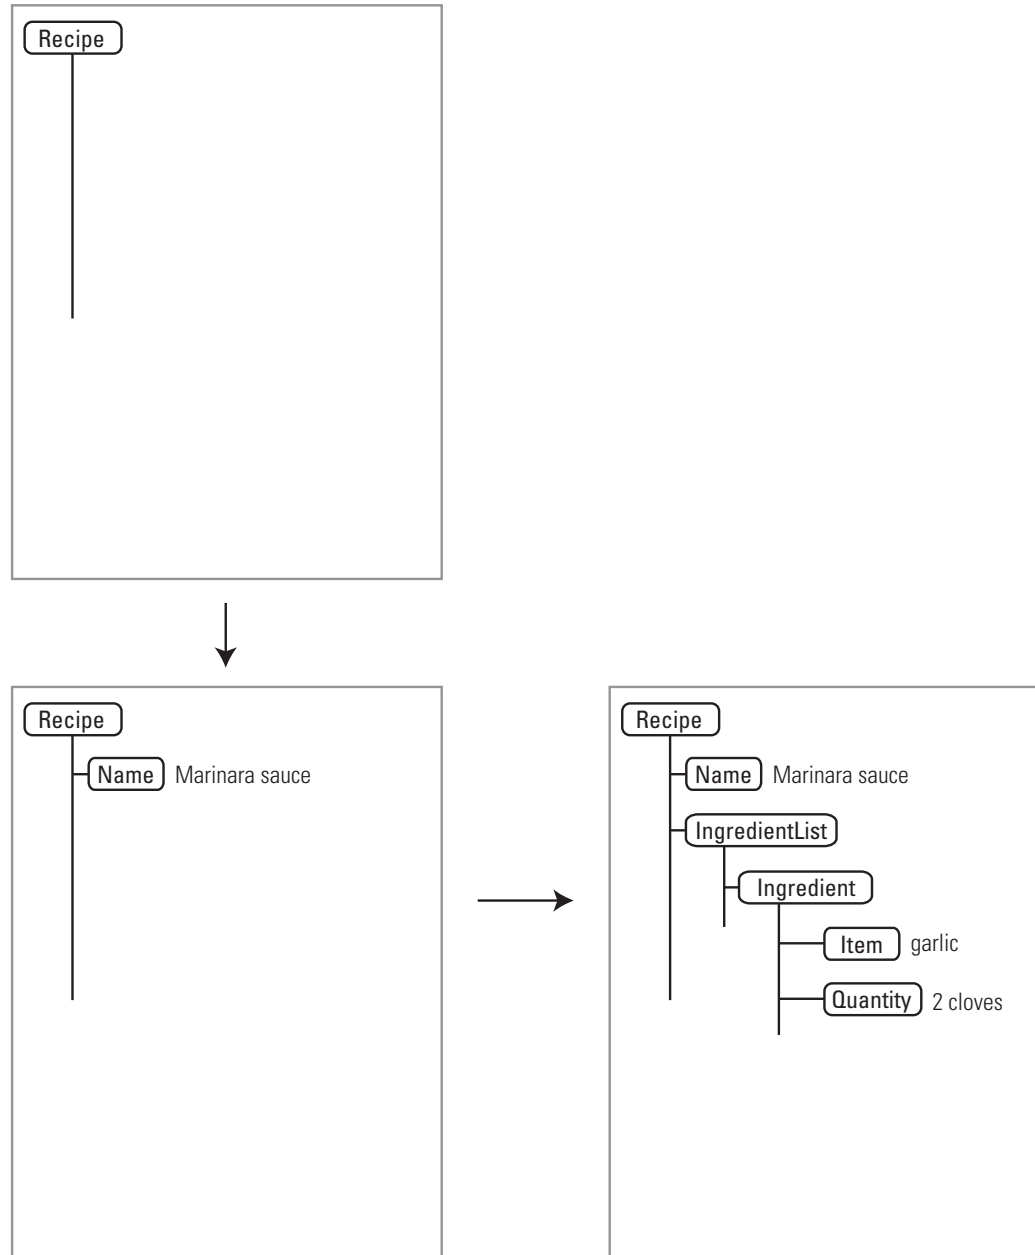 Recipe
Recipe
Name Marinara sauce
Recipe
Name Marinara sauce
IngredientList
Ingredient
Item garlic
Quantity 2 cloves